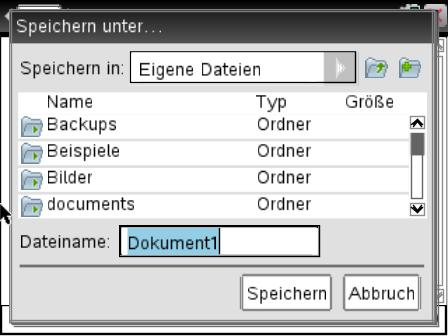 Speichern unter...
Speichern in: Eigene Dateien
Name Typ Größe
Backups Ordner
Beispiele Ordner
Bilder Ordner
documents Ordner
Dateiname: Dokument1
Speichern Abbruch